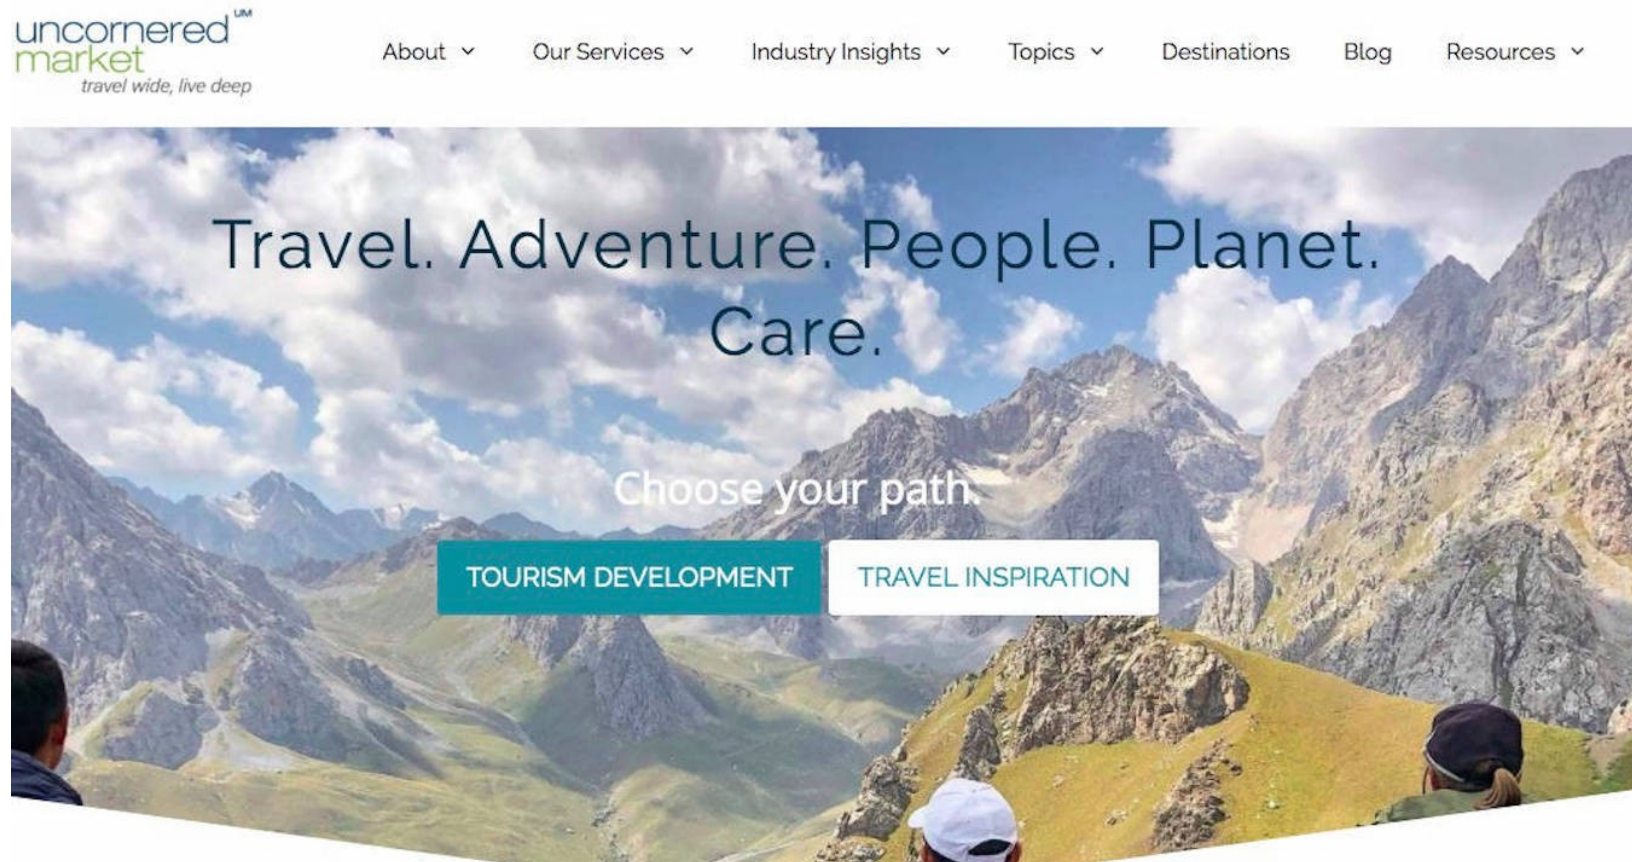 uncornered UM
market
travel wide, live deep
About
Our Services
Industry Insights
Topics
Destinations
Blog
Resources
Travel. Adventure. People. Planet.
Care.
Choose your path.
TOURISM DEVELOPMENT
TRAVEL INSPIRATION